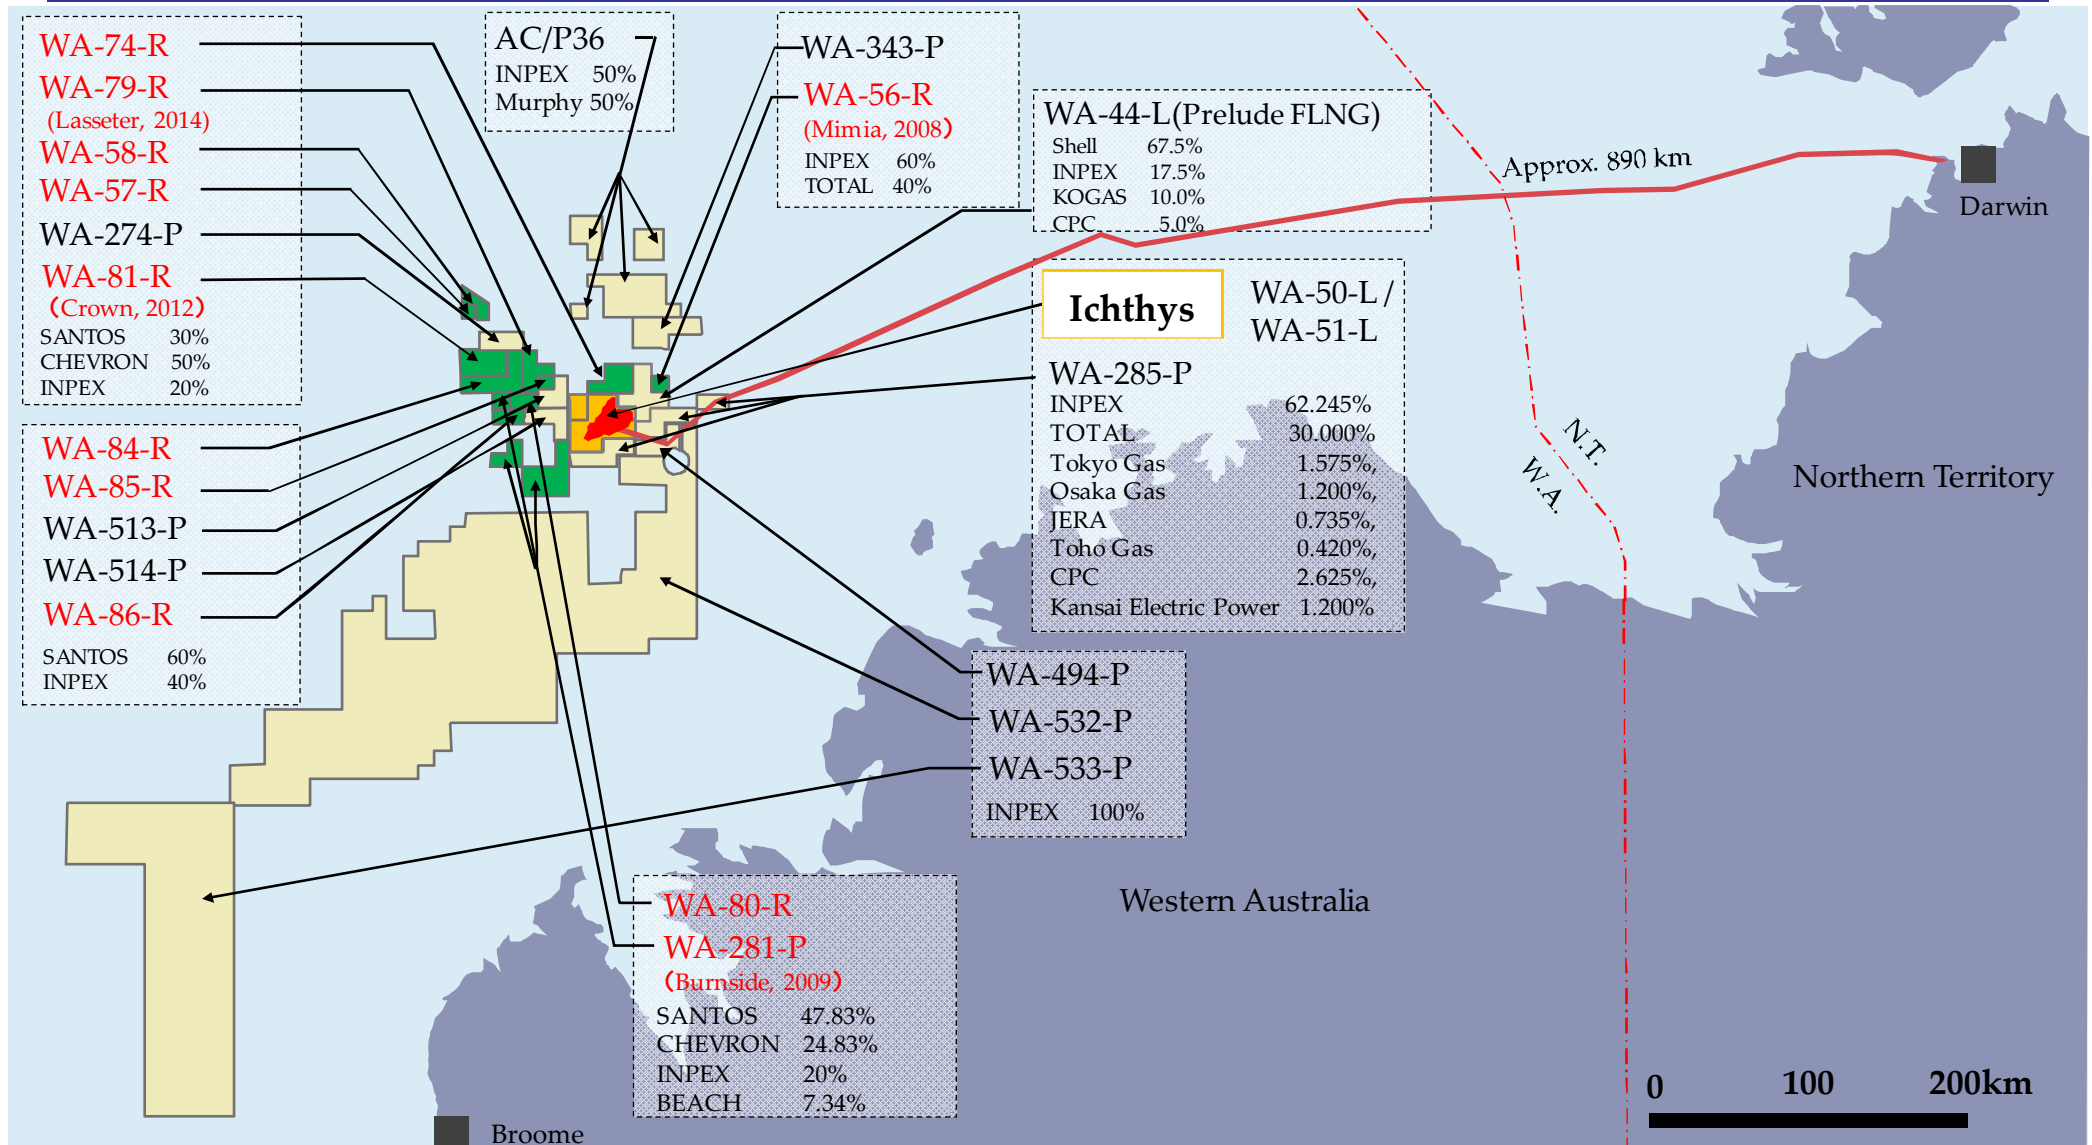 WA-74-R
WA-79-R
(Lasseter, 2014)
WA-58-R
WA-57-R
WA-274-P
WA-81-R
(Crown, 2012)
SANTOS 30%
CHEVRON 50%
INPEX 20%
WA-84-R
WA-85-R
WA-513-P
WA-514-P
WA-86-R
SANTOS 60%
INPEX 40%
AC/P36
INPEX 50%
Murphy 50%
WA-343-P
WA-56-R
(Mimia, 2008)
INPEX 60%
TOTAL 40%
WA-44-L(Prelude FLNG)
Shell 67.5%
INPEX 17.5%
KOGAS 10.0%
CPC 5.0%
Approx. 890 km
Darwin
Ichthys
WA-50-L /
WA-51-L
WA-285-P
INPEX 62.245%
TOTAL 30.000%
Tokyo Gas 1.575%,
Osaka Gas 1.200%,
JERA 0.735%,
Toho Gas 0.420%,
CPC 2.625%,
Kansai Electric Power 1.200%
N.T.
W.A.
Northern Territory
WA-494-P
WA-532-P
WA-533-P
INPEX 100%
Western Australia
WA-80-R
WA-281-P
(Burnside, 2009)
SANTOS 47.83%
CHEVRON 24.83%
INPEX 20%
BEACH 7.34%
Broome
0 100 200km